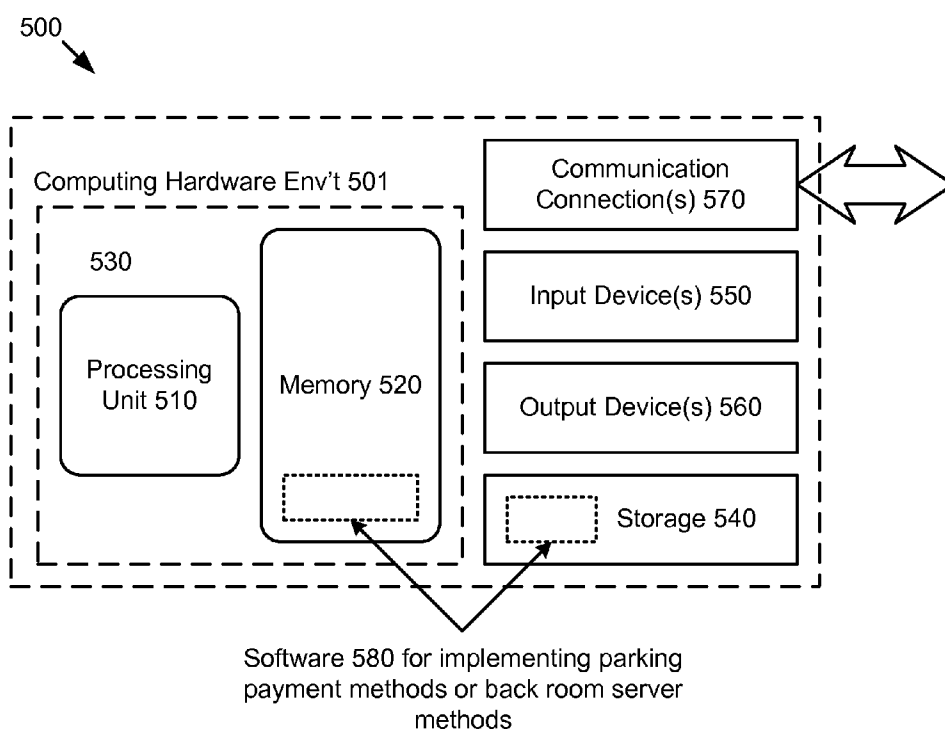 500
Computing Hardware Env't 501
530
Processing
Unit 510
Memory 520
Communication
Connection(s) 570
Input Device(s) 550
Output Device(s) 560
Storage 540
Software 580 for implementing parking
payment methods or back room server
methods